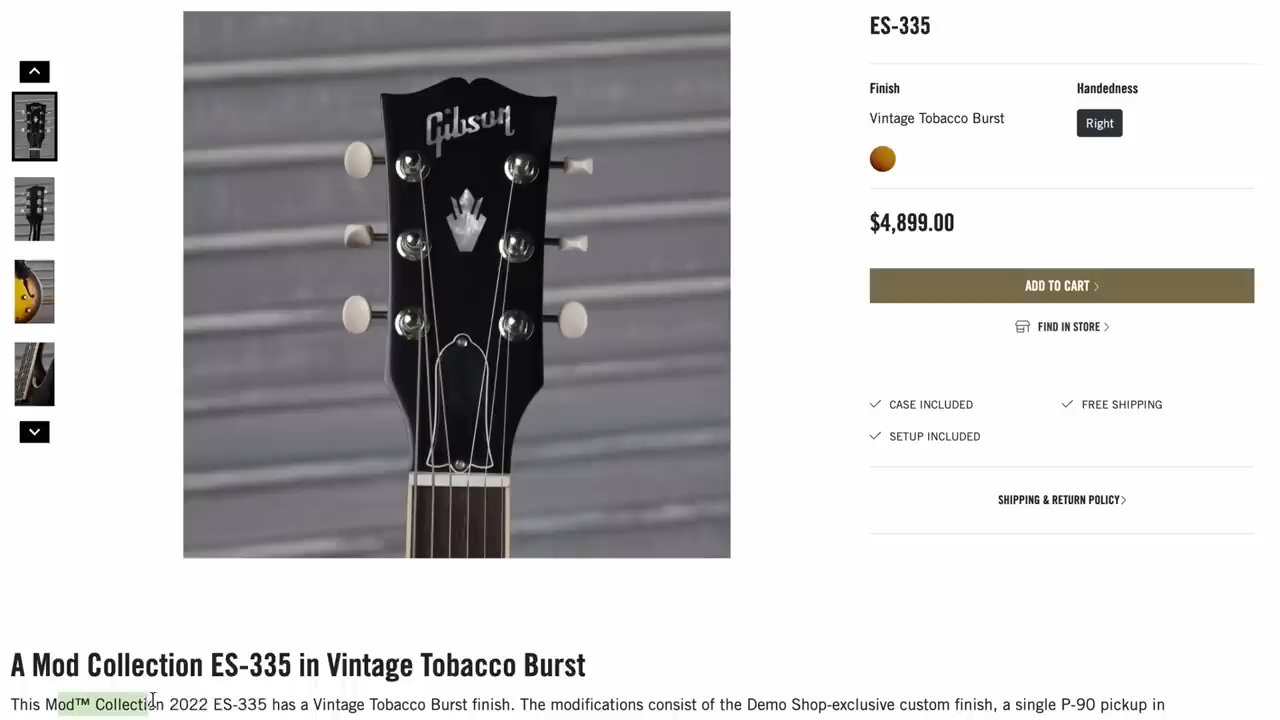 ES-335
Finish
Handedness
Vintage Tobacco Burst
Right
$4,899.00
ADD TO CART
FIND IN STORE
CASE INCLUDED
FREE SHIPPING
SETUP INCLUDED
SHIPPING & RETURN POLICY
Gibson
A Mod Collection ES-335 in Vintage Tobacco Burst
This Mod™ Collection 2022 ES-335 has a Vintage Tobacco Burst finish. The modifications consist of the Demo Shop-exclusive custom finish, a single P-90 pickup in